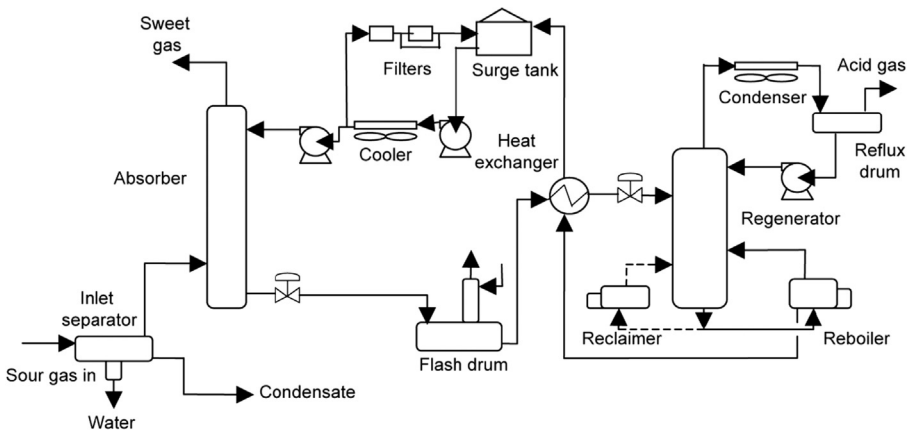 Sweet
gas
Filters
Surge tank
Condenser
Acid gas
Cooler
Heat
exchanger
Reflux
drum
Absorber
Regenerator
Inlet
separator
Reclaimer
Reboiler
Flash drum
Sour gas in
Condensate
Water